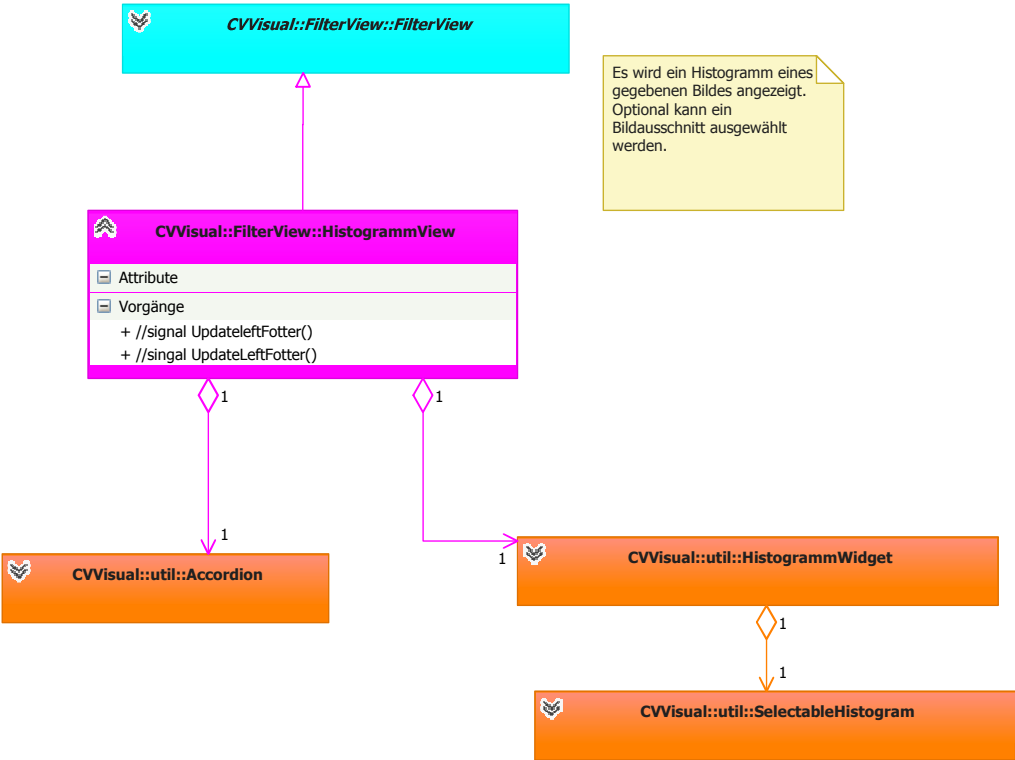 CVVisual::FilterView::FilterView
Es wird ein Histogramm eines
gegebenen Bildes angezeigt.
Optional kann ein
Bildausschnitt ausgewählt
werden.
CVVisual::FilterView::HistogrammView
Attribute
Vorgänge
+ //signal UpdateleftFotter()
+ //singal UpdateLeftFotter()
1
1
1
1
CVVisual::util::Accordion
CVVisual::util::HistogrammWidget
1
1
CVVisual::util::SelectableHistogram